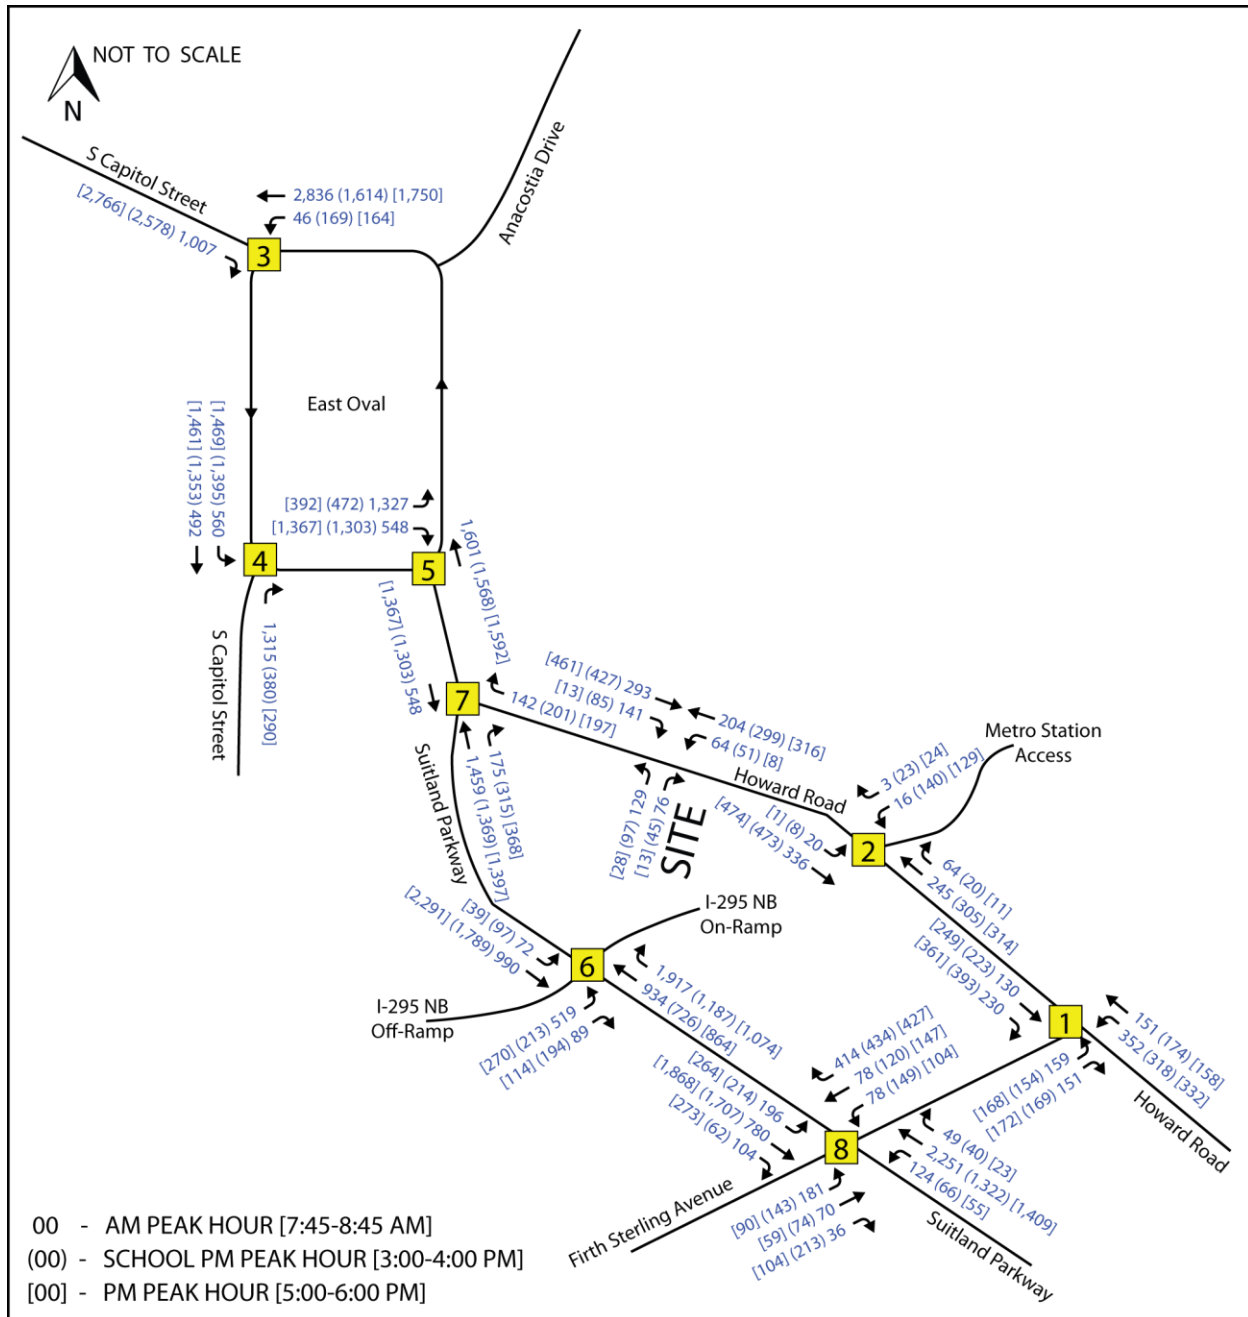 NOT TO SCALE
N
S Capitol Street
[2,766] (2,578) 1,007
2,836 (1,614) [1,750]
46 (169) [164]
Anacostia Drive
3
East Oval
[1,469] (1,395) 560
[1,461] (1,353) 492
[392] (472) 1,327
[1,367] (1,303) 548
4
5
1,601 (1,568) [1,592]
S Capitol Street
1,315 (380) [290]
[1,367] (1,303) 548
7
142 (201) [197]
[461] (427) 293
[13] (85) 141
204 (299) [316]
64 (51) [8]
Metro Station
Access
Howard Road
3 (23) [24]
16 (140) [129]
Suitland Parkway
175 (315) [368]
1,459 (1,369) [1,397]
[28] (97) 129
[13] (45) 76
SITE
[1] (8) 20
[474] (473) 336
2
64 (20) [11]
245 (305) [314]
I-295 NB
On-Ramp
[39] (97) 72
[2,291] (1,789) 990
6
[249] (223) 130
[361] (393) 230
I-295 NB
Off-Ramp
1,917 (1,187) [1,074]
934 (726) [864]
1
151 (174) [158]
352 (318) [332]
[270] (213) 519
[114] (194) 89
414 (434) [427]
78 (120) [147]
78 (149) [104]
[264] (214) 196
[1,868] (1,707) 780
[273] (62) 104
[168] (154) 159
[172] (169) 151
Howard Road
8
49 (40) [23]
2,251 (1,322) [1,409]
124 (66) [55]
Firth Sterling Avenue
[90] (143) 181
[59] (74) 70
[104] (213) 36
Suitland Parkway
00 - AM PEAK HOUR [7:45-8:45 AM]
(00) - SCHOOL PM PEAK HOUR [3:00-4:00 PM]
[00] - PM PEAK HOUR [5:00-6:00 PM]